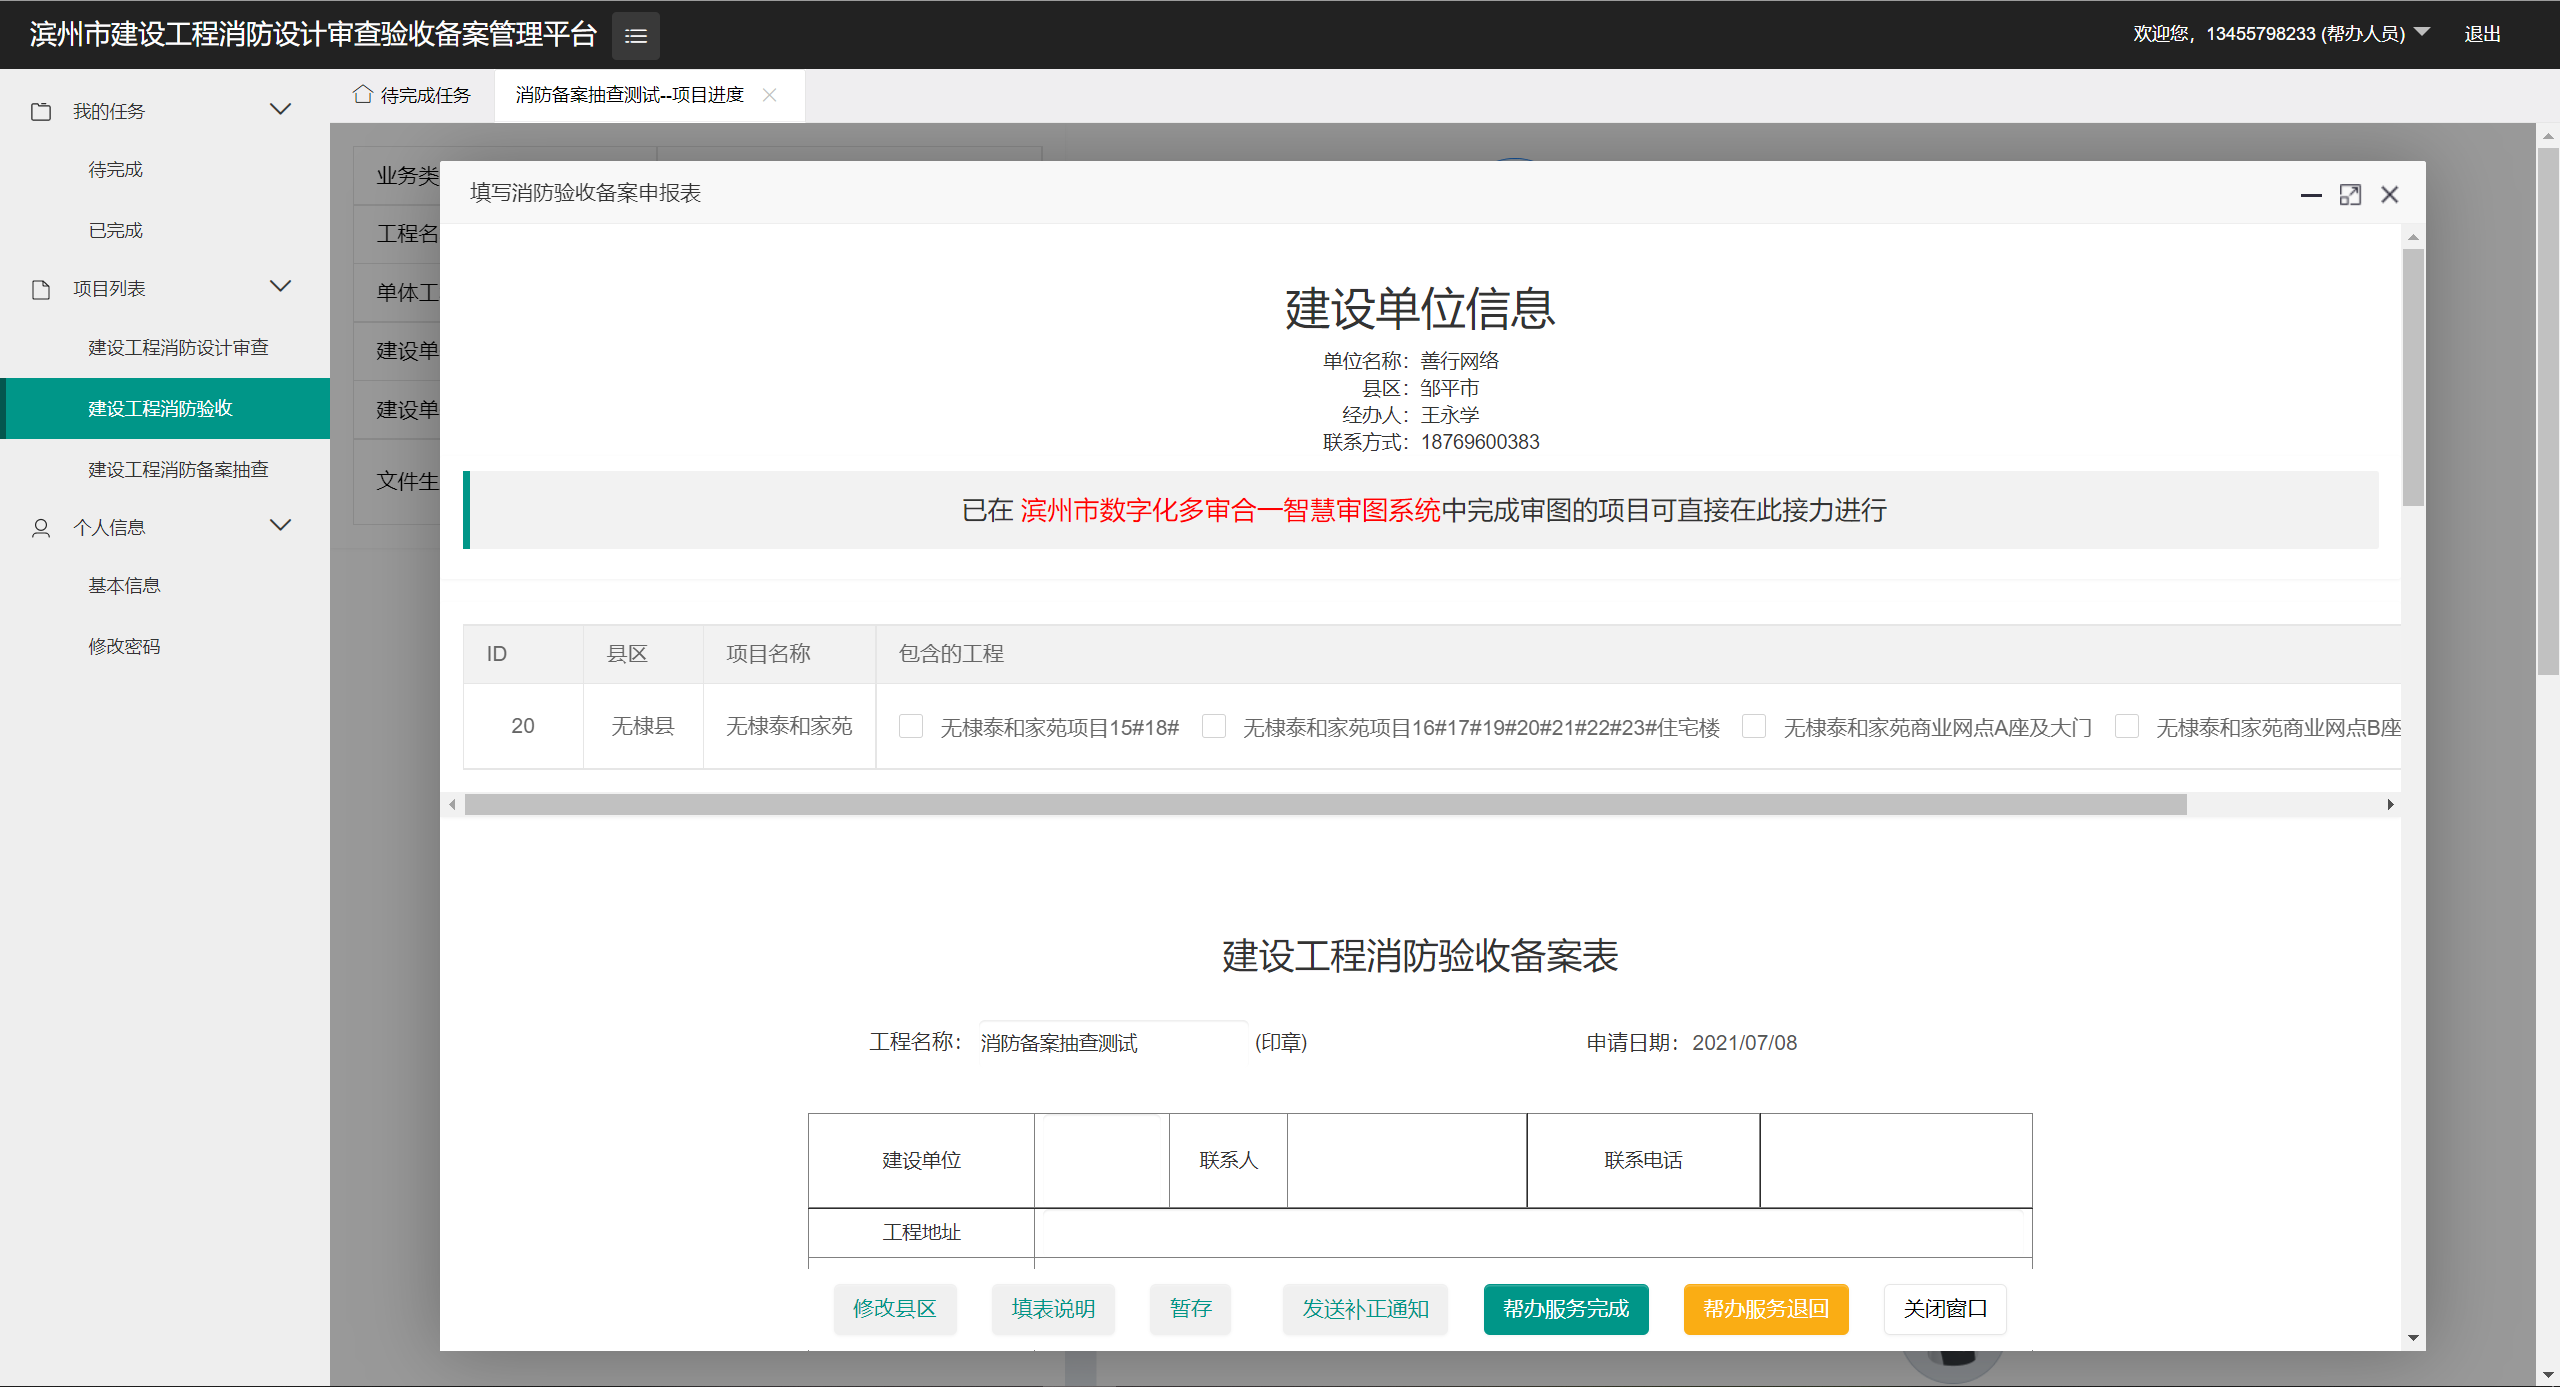 滨州市建设工程消防设计审查验收备案管理平台
欢迎您，13455798233 (帮办人员)
退出
我的任务
待完成
已完成
项目列表
建设工程消防设计审查
建设工程消防验收
建设工程消防备案抽查
个人信息
基本信息
修改密码
待完成任务
消防备案抽查测试--项目进度
业务类
工程名
单体工
建设单
建设单
文件生
填写消防验收备案申报表
建设单位信息
单位名称：善行网络
县区：邹平市
经办人：王永学
联系方式：18769600383
已在 滨州市数字化多审合一智慧审图系统中完成审图的项目可直接在此接力进行
ID 县区 项目名称 包含的工程
20 无棣县 无棣泰和家苑 无棣泰和家苑项目15#18# 无棣泰和家苑项目16#17#19#20#21#22#23#住宅楼 无棣泰和家苑商业网点A座及大门 无棣泰和家苑商业网点B座
建设工程消防验收备案表
工程名称： 消防备案抽查测试 (印章) 申请日期：2021/07/08
建设单位 联系人 联系电话
工程地址
修改县区 填表说明 暂存 发送补正通知 帮办服务完成 帮办服务退回 关闭窗口